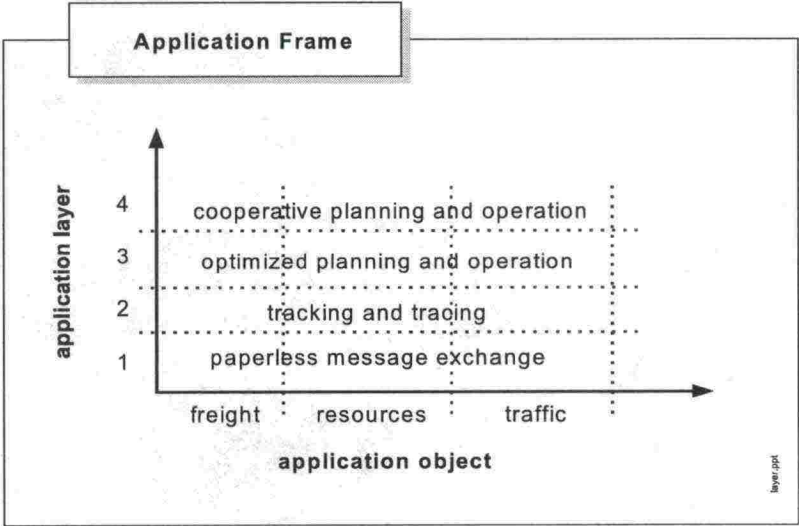 Application Frame
application layer
4
cooperative planning and operation
3
optimized planning and operation
2
tracking and tracing
1
paperless message exchange
freight
resources
traffic
application object
layer.ppt